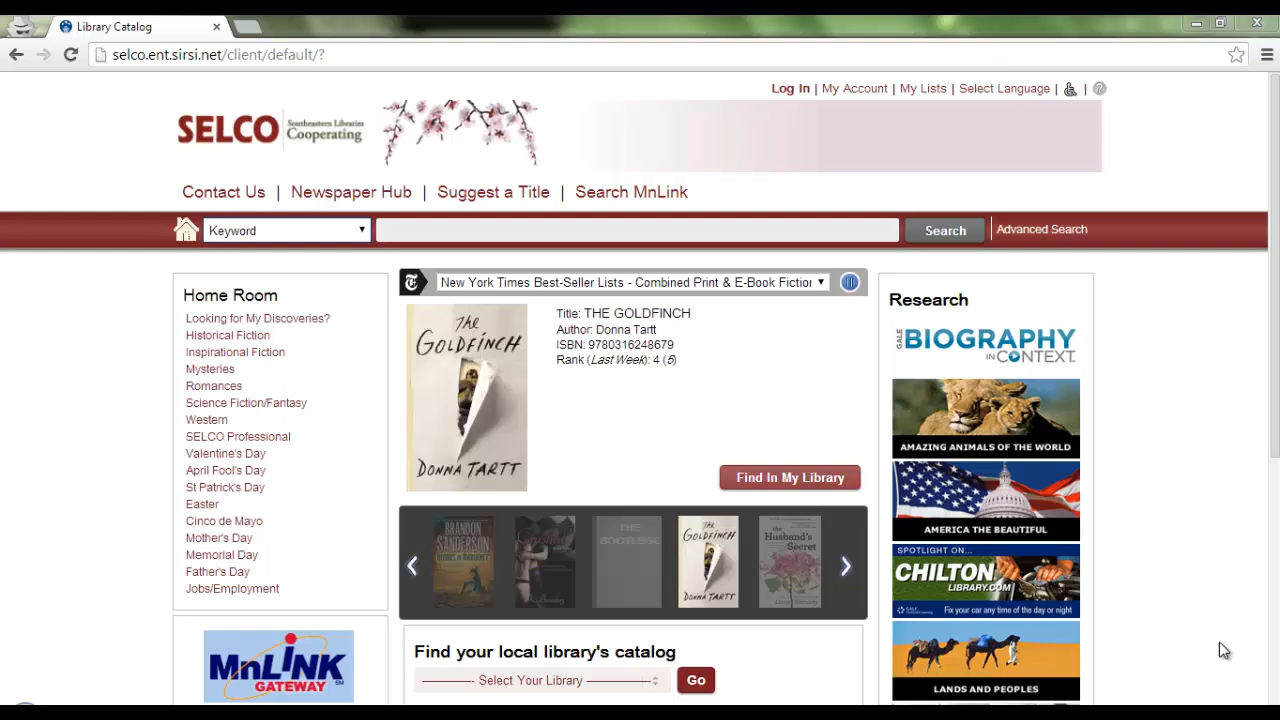 Library Catalog
selco.ent.sirsi.net/client/default/?
Log In | My Account | My Lists | Select Language |
SELCO Southeastern Libraries Cooperating
Contact Us | Newspaper Hub | Suggest a Title | Search MnLink
Keyword Search Advanced Search
Home Room
Looking for My Discoveries?
Historical Fiction
Inspirational Fiction
Mysteries
Romances
Science Fiction/Fantasy
Western
SELCO Professional
Valentine's Day
April Fool's Day
St Patrick's Day
Easter
Cinco de Mayo
Mother's Day
Memorial Day
Father's Day
Jobs/Employment
MnLINK
GATEWAY
New York Times Best-Seller Lists - Combined Print & E-Book Fiction
The
GOLDFINCH
DONNA TARTT
Title: THE GOLDFINCH
Author: Donna Tartt
ISBN: 9780316248679
Rank (Last Week): 4 (5)
Find In My Library
BRANDON
SANDERSON
THE
The
GOLDFINCH
DONNA TARTT
the
Husband's
Secret
Find your local library's catalog
Select Your Library
Go
Research
GALE
BIOGRAPHY
IN CONTEXT
AMAZING ANIMALS OF THE WORLD
AMERICA THE BEAUTIFUL
SPOTLIGHT ON...
CHILTON
LIBRARY.COM
Fix your car any time of the day or night
LANDS AND PEOPLES